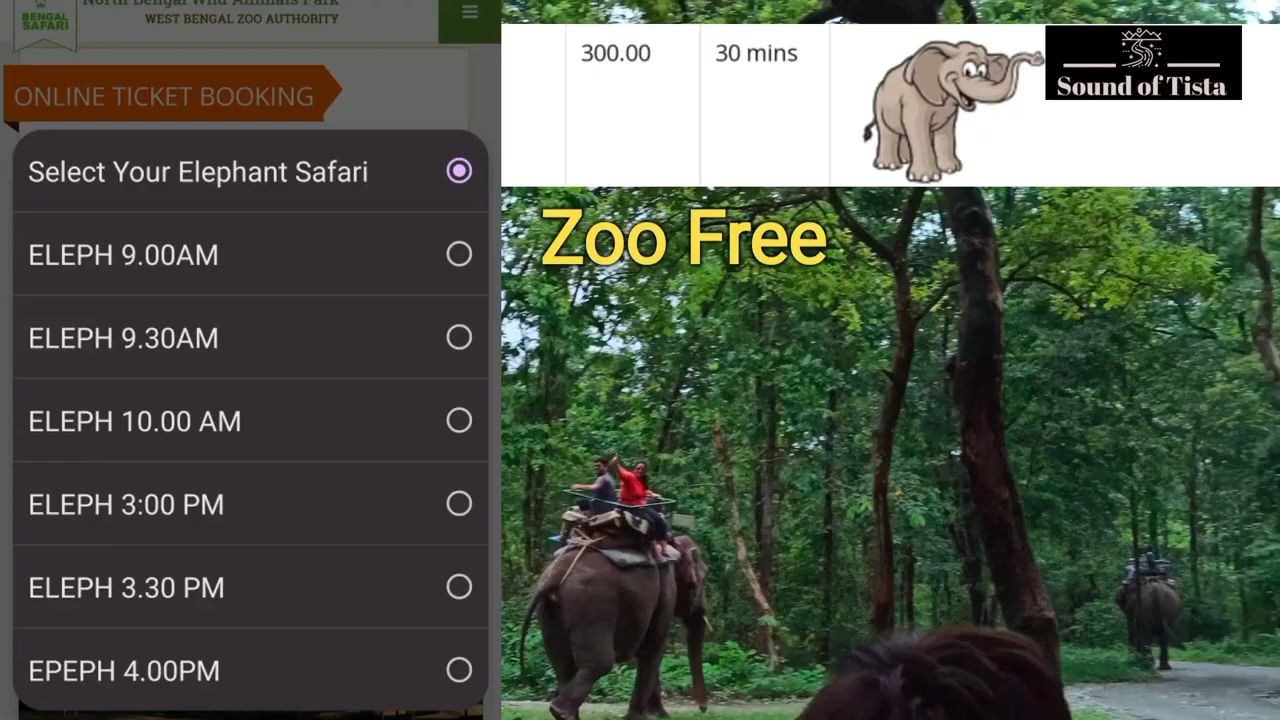 BENGAL
SAFARI
North Bengal Wild Animals Park
WEST BENGAL ZOO AUTHORITY
ONLINE TICKET BOOKING
Select Your Elephant Safari
ELEPH 9.00AM
ELEPH 9.30AM
ELEPH 10.00 AM
ELEPH 3:00 PM
ELEPH 3.30 PM
EPEPH 4.00PM
300.00 30 mins
Sound of Tista
Zoo Free